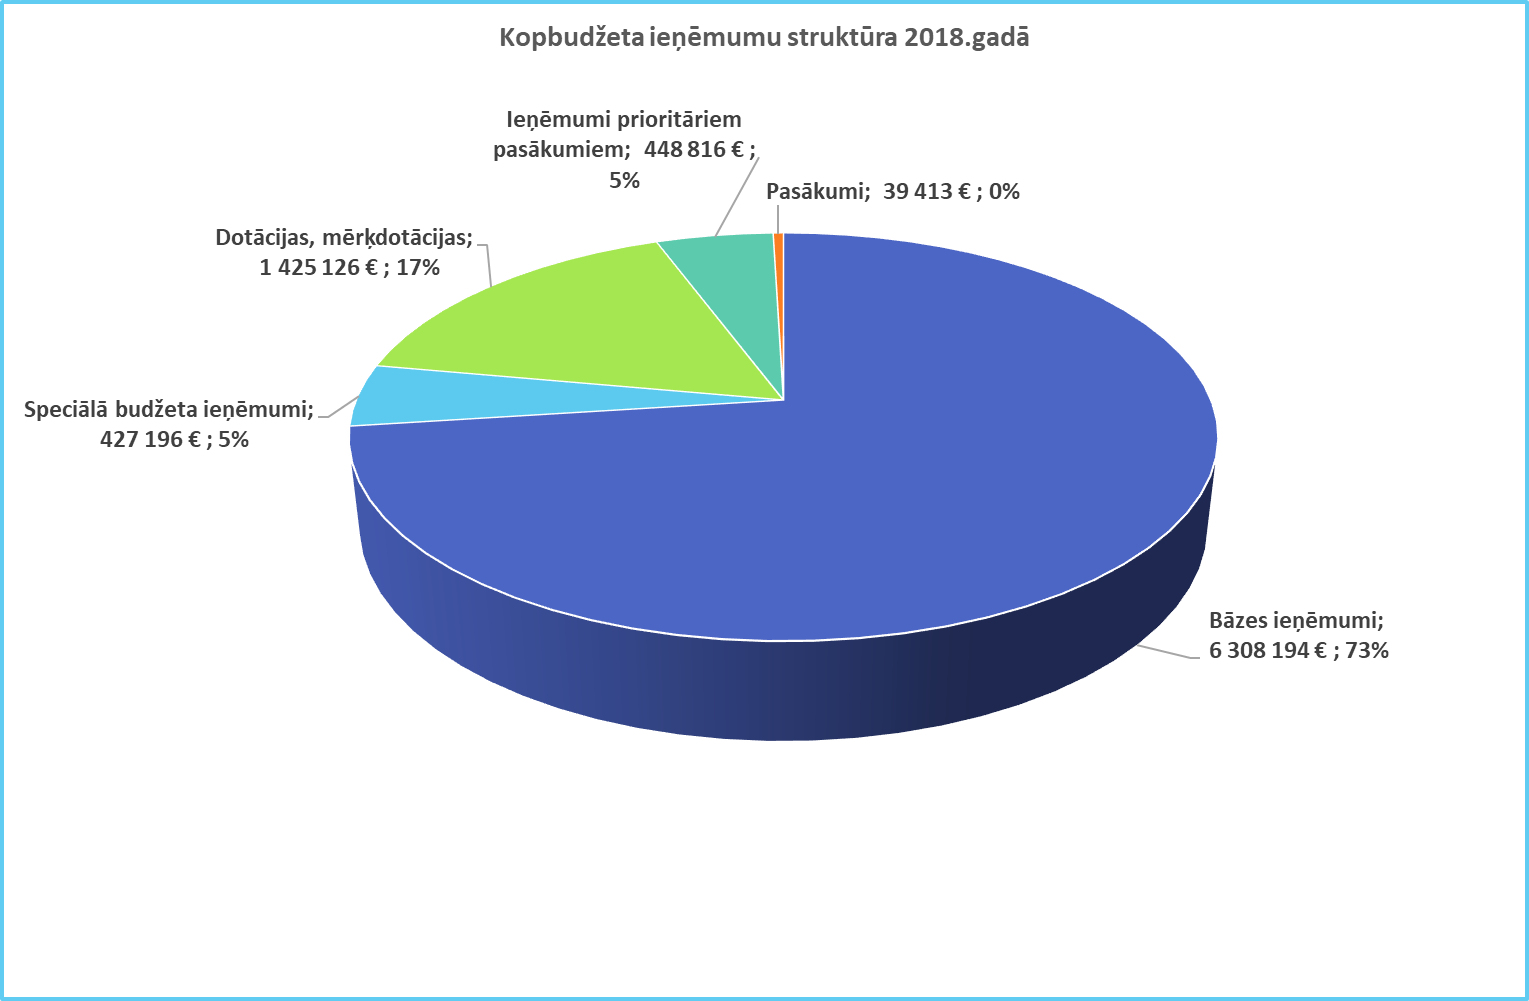 Kopbudžeta ieņēmumu struktūra 2018.gadā
Ieņēmumi prioritāriem
pasākumiem; 448 816 € ;
5%
Pasākumi; 39 413 € ; 0%
Dotācijas, mērķdotācijas;
1 425 126 € ; 17%
Speciālā budžeta ieņēmumi;
427 196 € ; 5%
Bāzes ieņēmumi;
6 308 194 € ; 73%